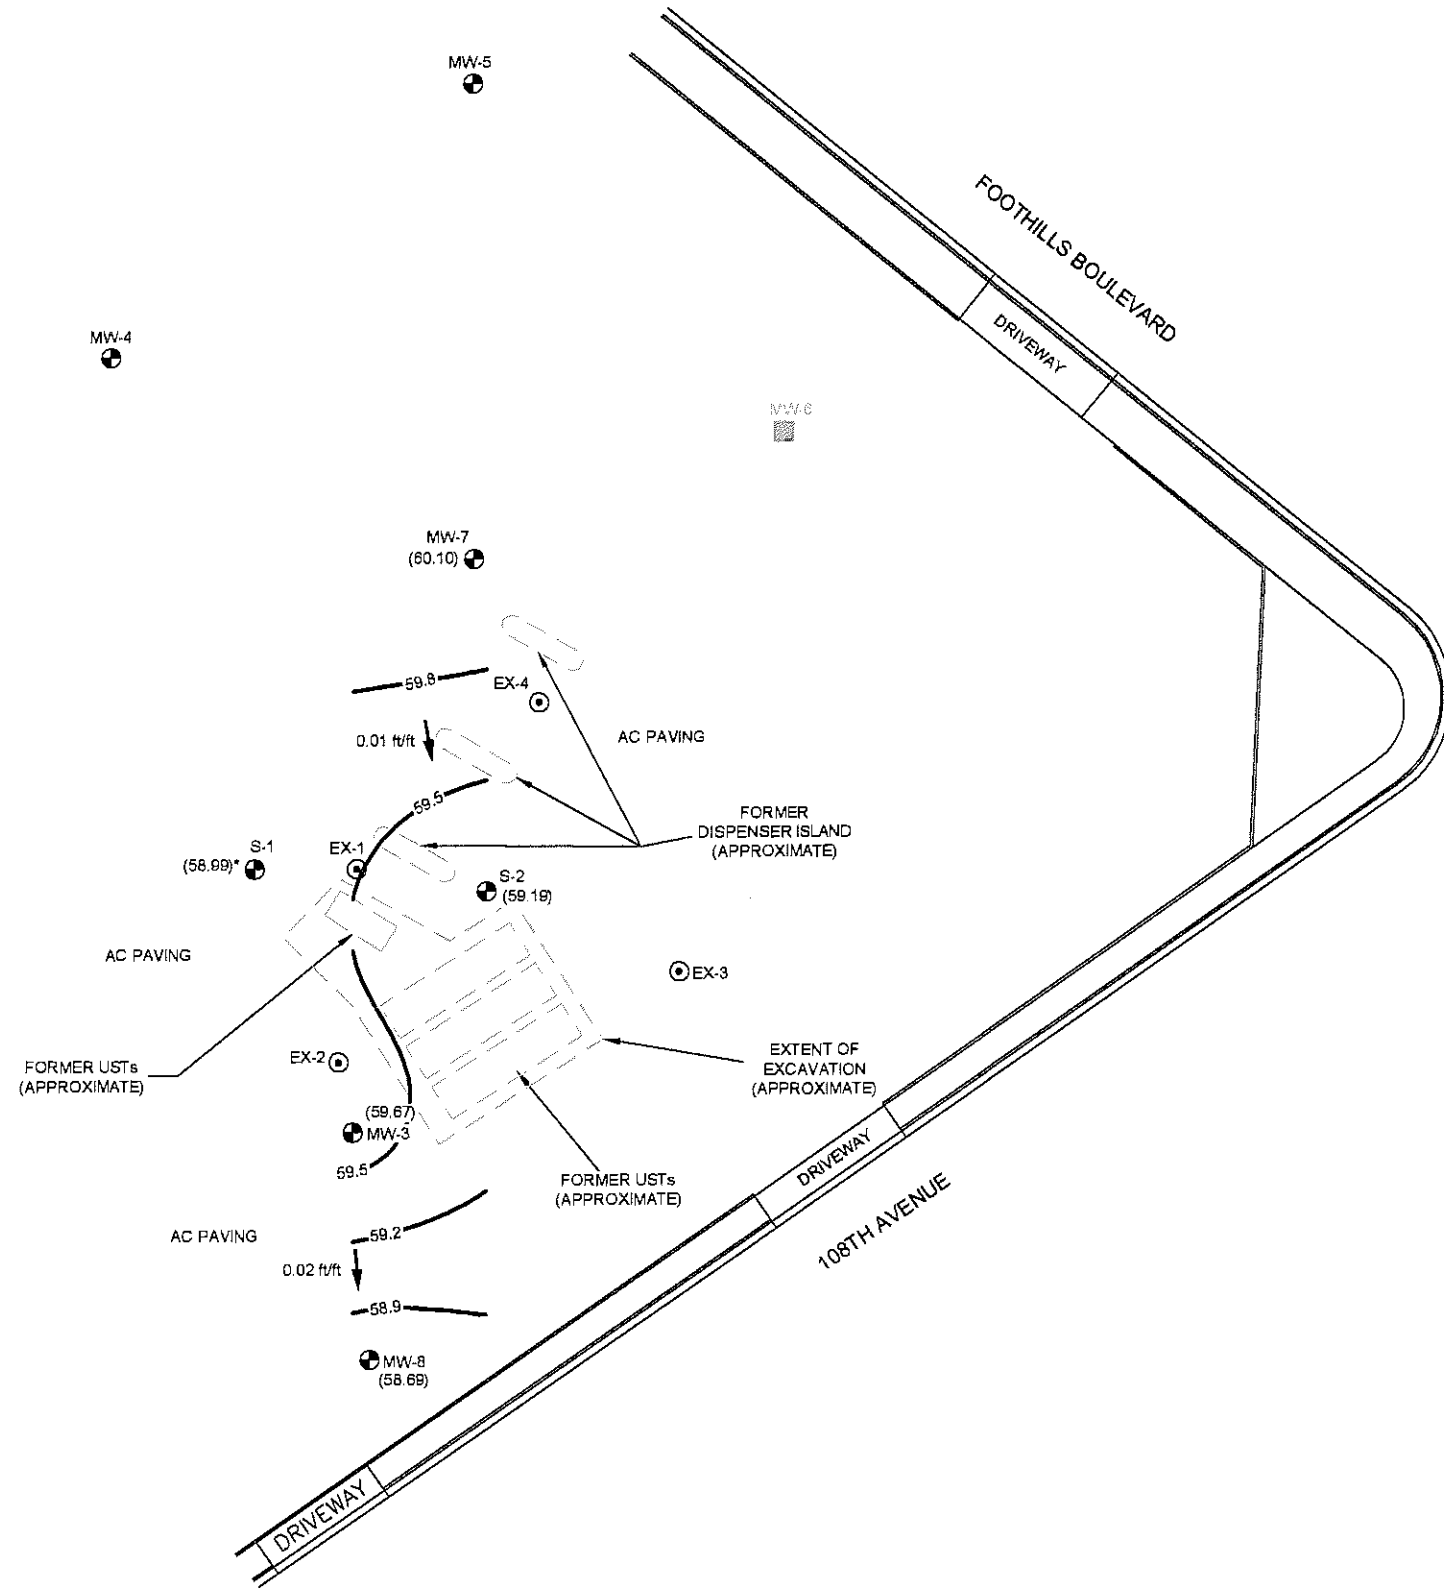 MW-5
FOOTHILLS BOULEVARD
DRIVEWAY
MW-4
MW-6
MW-7
(60.10)
59.8
EX-4
0.01 ft/ft
AC PAVING
59.5
FORMER
DISPENSER ISLAND
(APPROXIMATE)
S-1
(58.99)*
EX-1
S-2
(59.19)
AC PAVING
EX-3
EX-2
FORMER USTs
(APPROXIMATE)
EXTENT OF
EXCAVATION
(APPROXIMATE)
(59.67)
MW-3
59.5
FORMER USTs
(APPROXIMATE)
DRIVEWAY
108TH AVENUE
AC PAVING
59.2
0.02 ft/ft
58.9
MW-8
(58.69)
DRIVEWAY